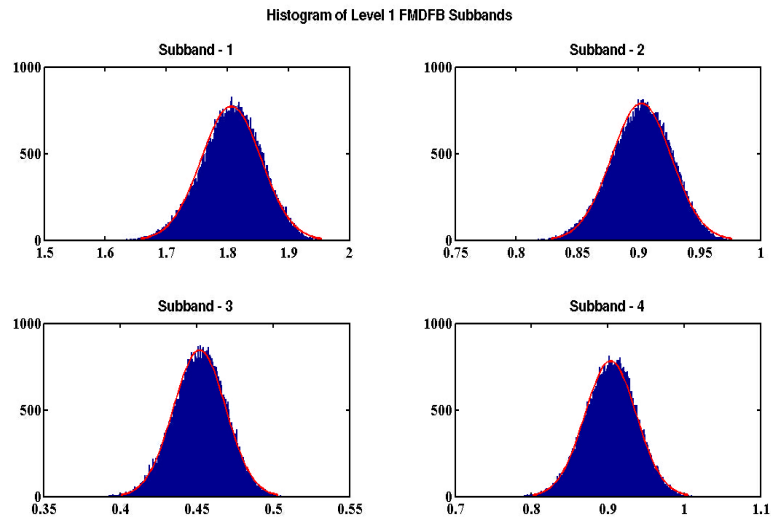 Histogram of Level 1 FMDFB Subbands
Subband - 1
1000
500
0
1.5 1.6 1.7 1.8 1.9 2
Subband - 2
1000
500
0
0.75 0.8 0.85 0.9 0.95 1
Subband - 3
1000
500
0
0.35 0.4 0.45 0.5 0.55
Subband - 4
1000
500
0
0.7 0.8 0.9 1 1.1